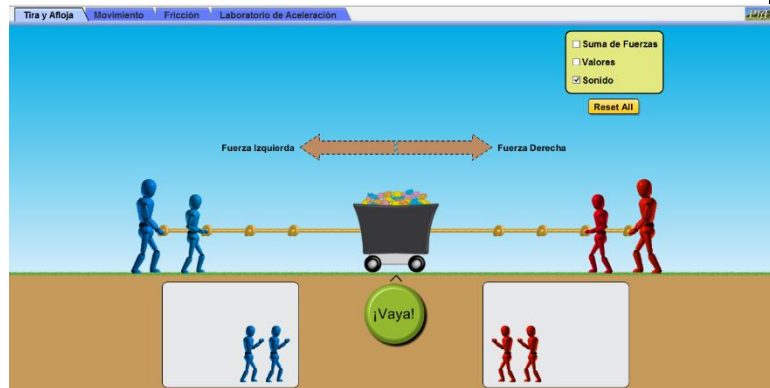 Tira y Afloja
Movimiento
Fricción
Laboratorio de Aceleración
Suma de Fuerzas
Valores
Sonido
Reset All
Fuerza Izquierda
Fuerza Derecha
¡Vaya!